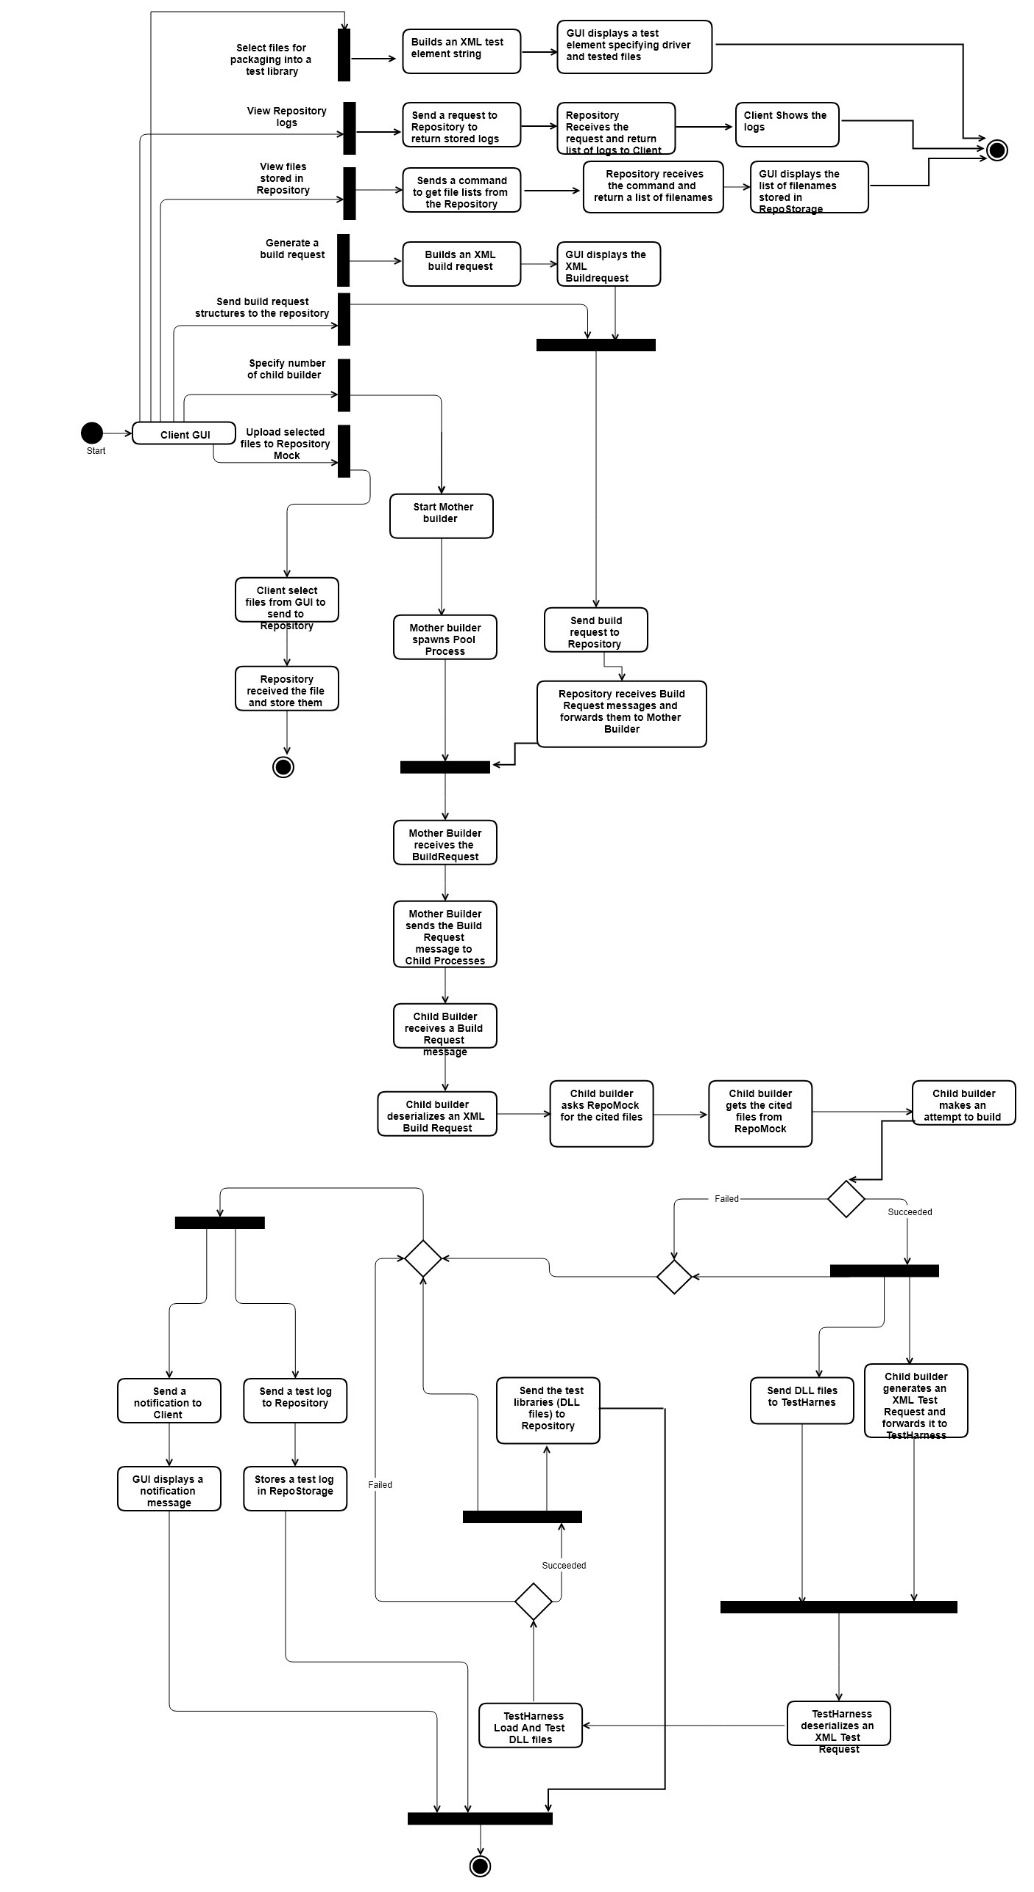 Select files for
packaging into a
test library
Builds an XML test
element string
GUI displays a test
element specifying driver
and tested files
View Repository
logs
Send a request to
Repository to
return stored logs
Repository
Receives the
request and return
list of logs to Client
Client Shows the
logs
View files
stored in
Repository
Sends a command
to get file lists from
the Repository
Repository receives
the command and
return a list of filenames
GUI displays the
list of filenames
stored in
RepoStorage
Generate a
build request
Builds an XML
build request
GUI displays the
XML
Buildrequest
Send build request
structures to the repository
Specify number
of child builder
Start
Client GUI
Upload selected
files to Repository
Mock
Start Mother
builder
Client select
files from GUI to
send to
Repository
Mother builder
spawns Pool
Process
Send build
request to
Repository
Repository
received the file
and store them
Repository receives Build
Request messages and
forwards them to Mother
Builder
Mother Builder
receives the
BuildRequest
Mother Builder
sends the Build
Request
message to
Child Processes
Child Builder
receives a Build
Request
message
Child builder
deserializes an XML
Build Request
Child builder
asks RepoMock
for the cited files
Child builder
gets the cited
files from
RepoMock
Child builder
makes an
attempt to build
Failed
Succeeded
Send a
notification to
Client
Send a test log
to Repository
Send the test
libraries (DLL
files) to
Repository
Send DLL files
to TestHarnes
Child builder
generates an
XML Test
Request and
forwards it to
TestHarness
GUI displays a
notification
message
Stores a test log
in RepoStorage
Failed
Succeeded
TestHarness
Load And Test
DLL files
TestHarness
deserializes an
XML Test
Request